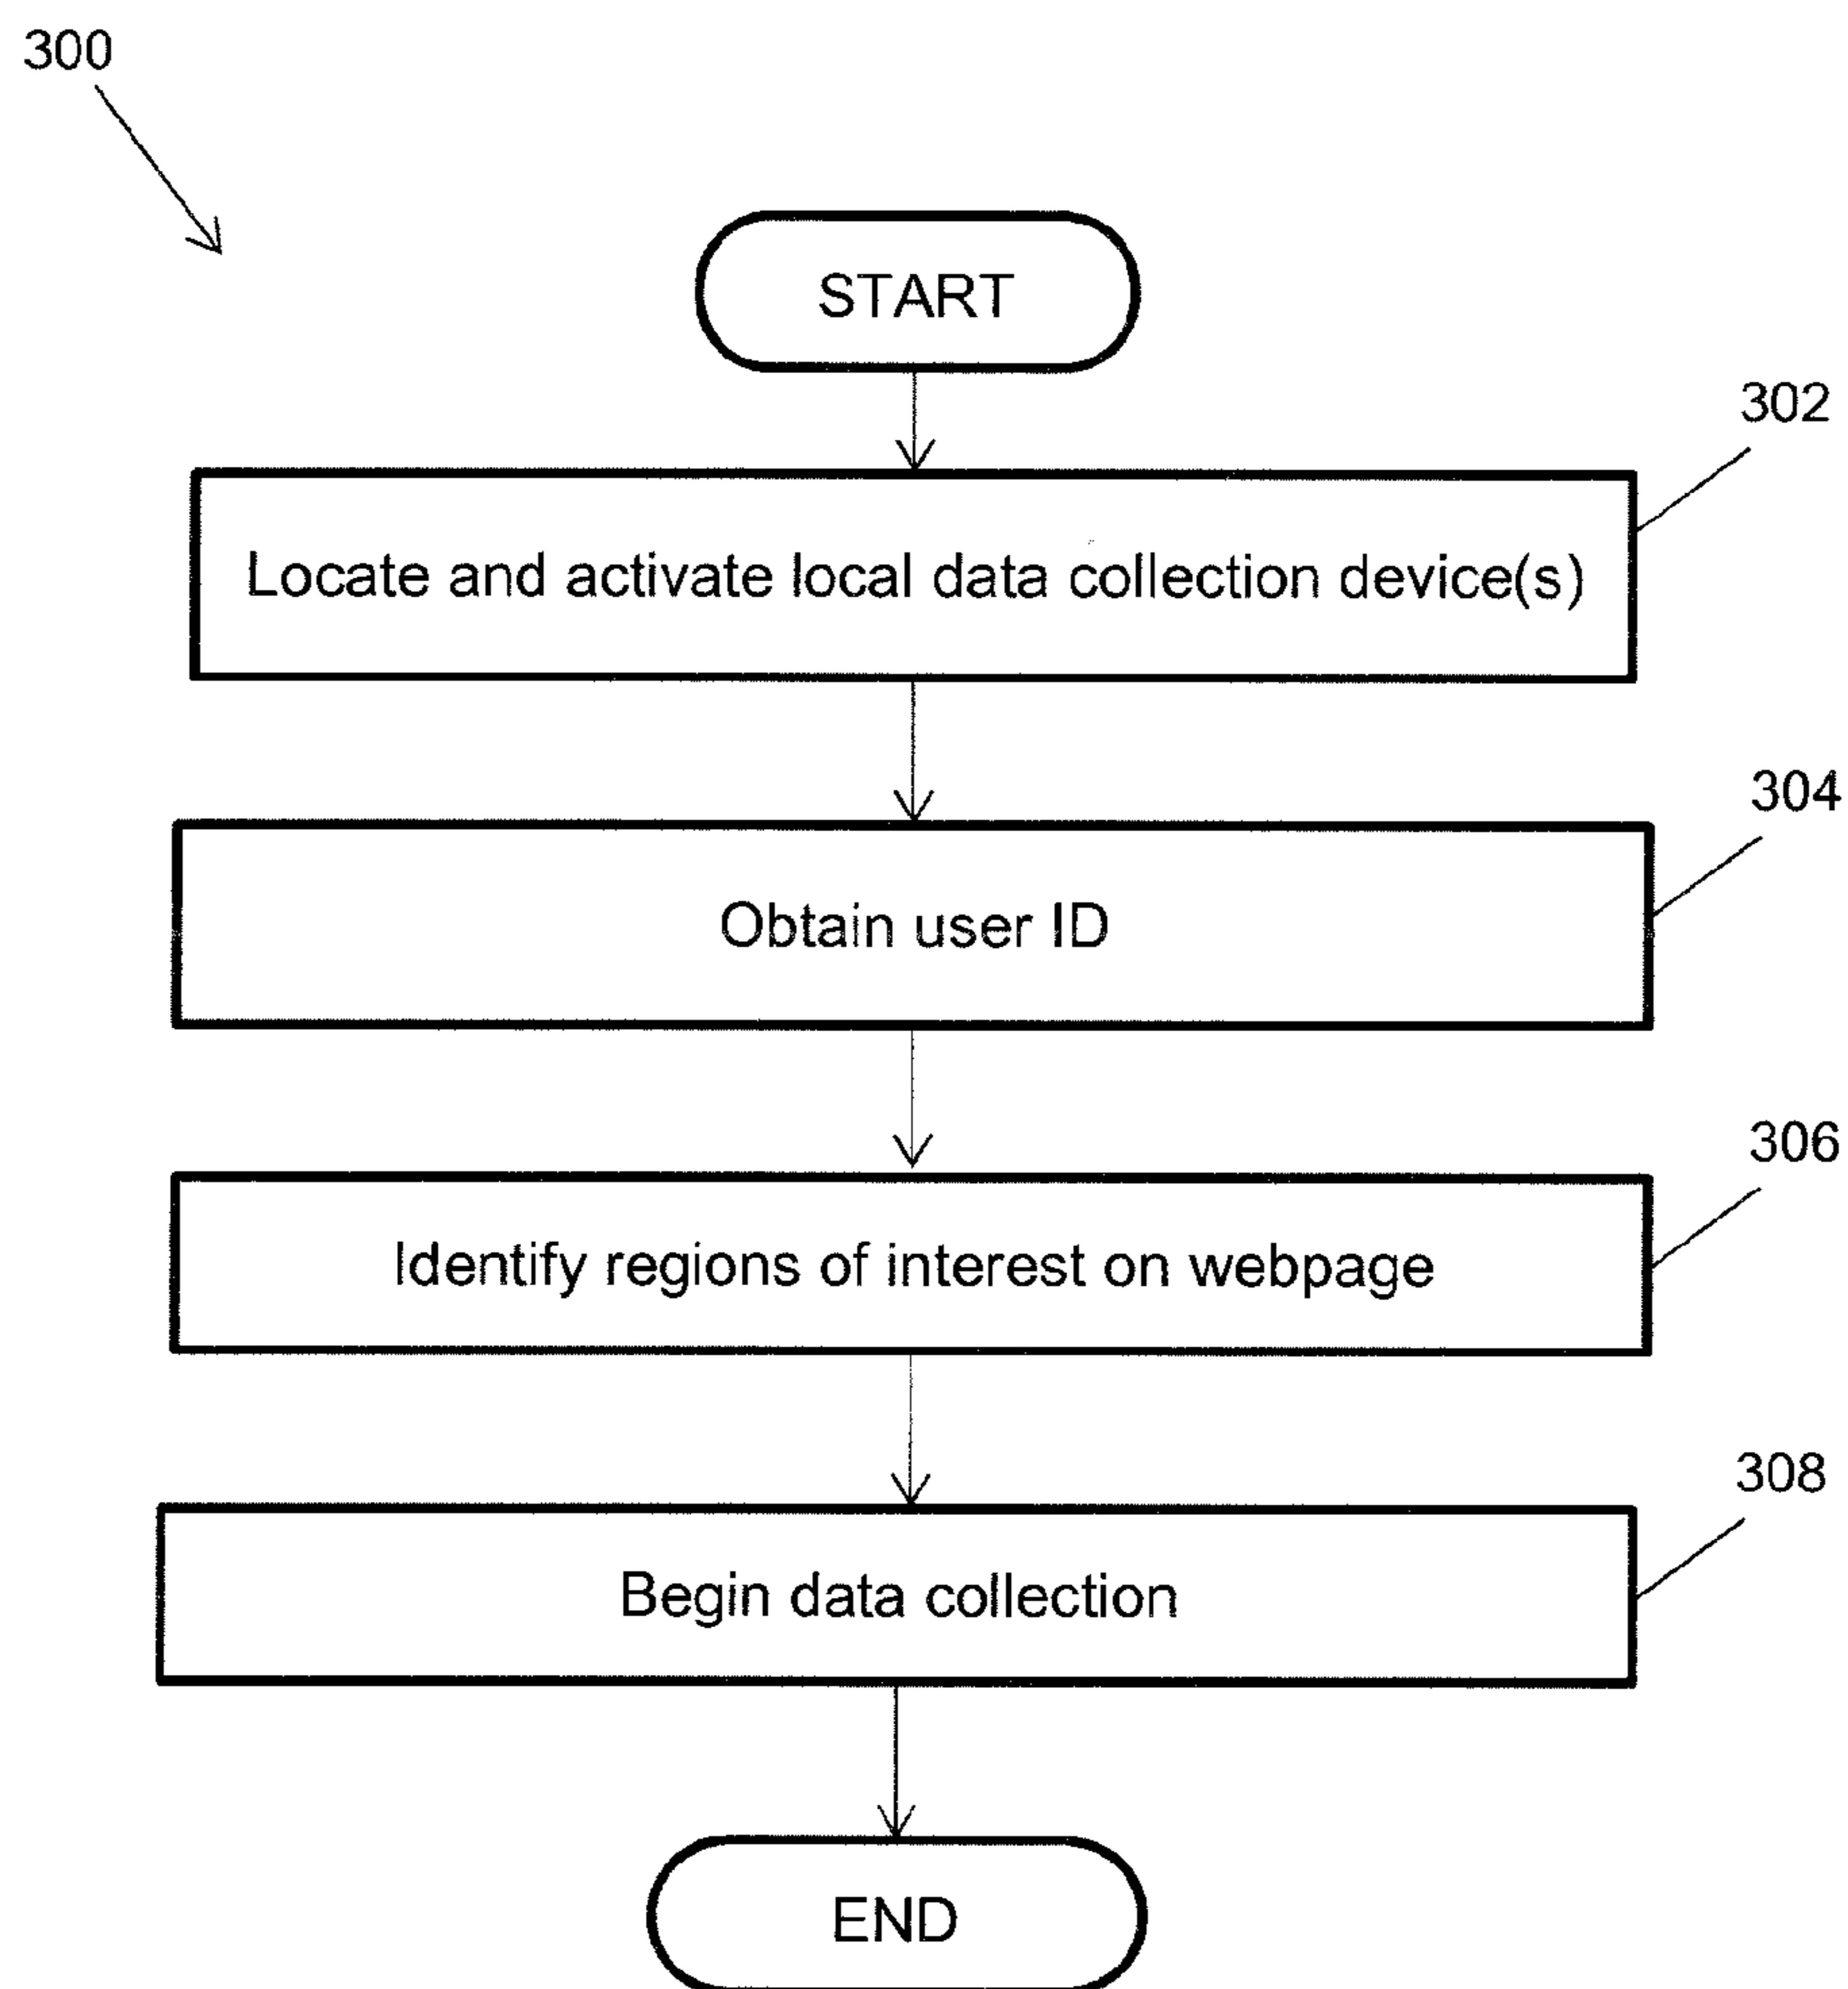 300
START
302
Locate and activate local data collection device(s)
304
Obtain user ID
306
Identify regions of interest on webpage
308
Begin data collection
END